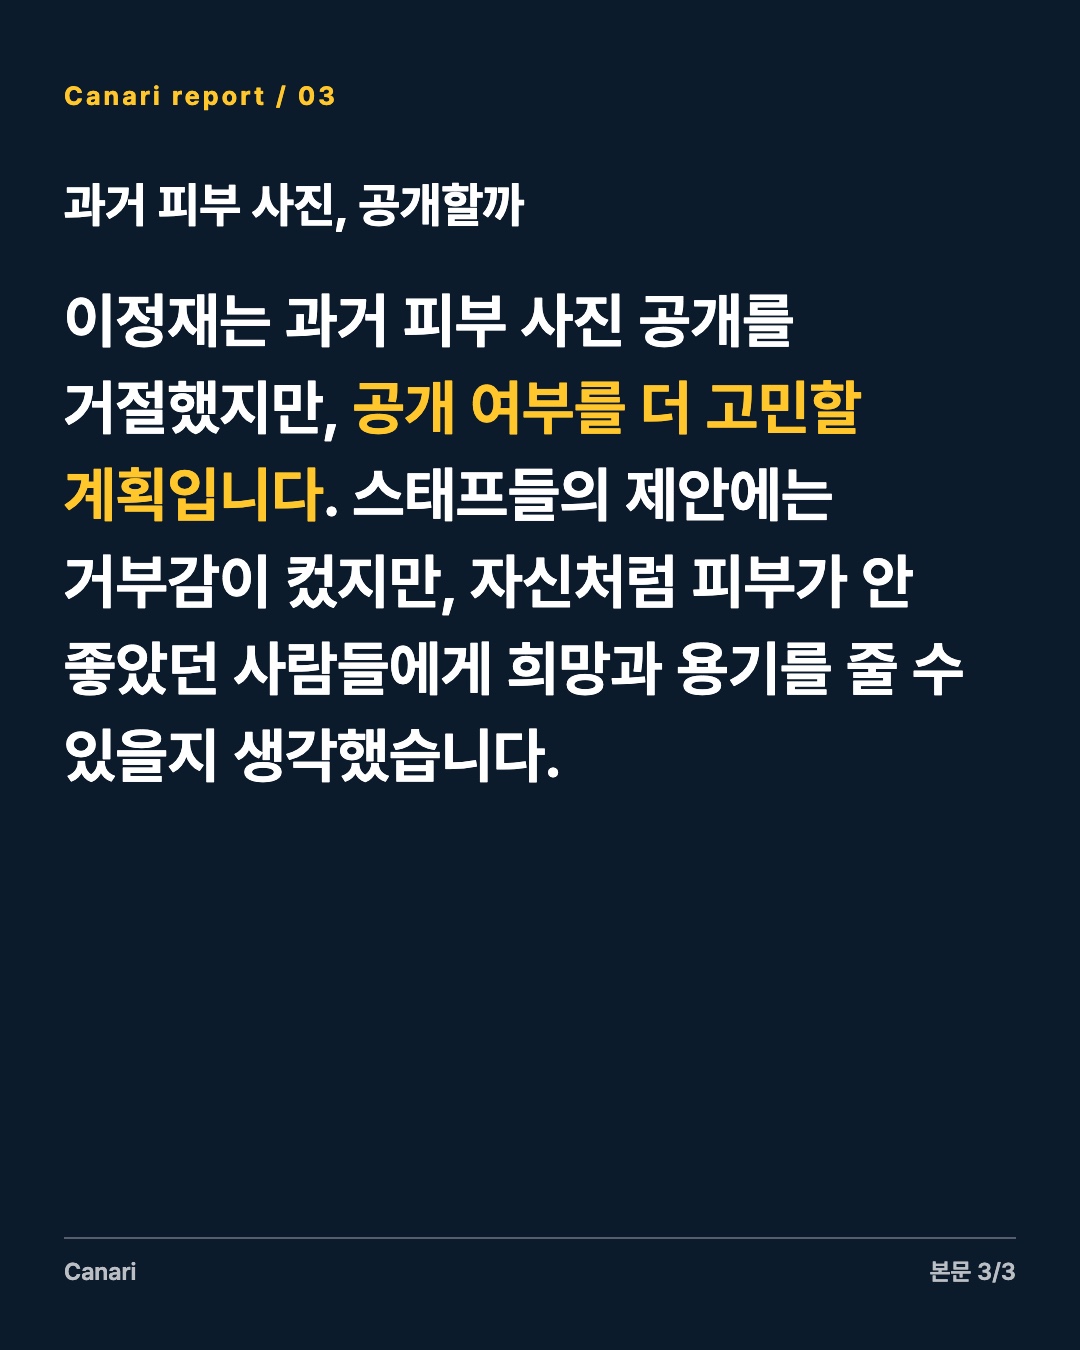 Canari report / 03
과거 피부 사진, 공개할까
이정재는 과거 피부 사진 공개를
거절했지만, 공개 여부를 더 고민할
계획입니다. 스태프들의 제안에는
거부감이 컸지만, 자신처럼 피부가 안
좋았던 사람들에게 희망과 용기를 줄 수
있을지 생각했습니다.
Canari
본문 3/3